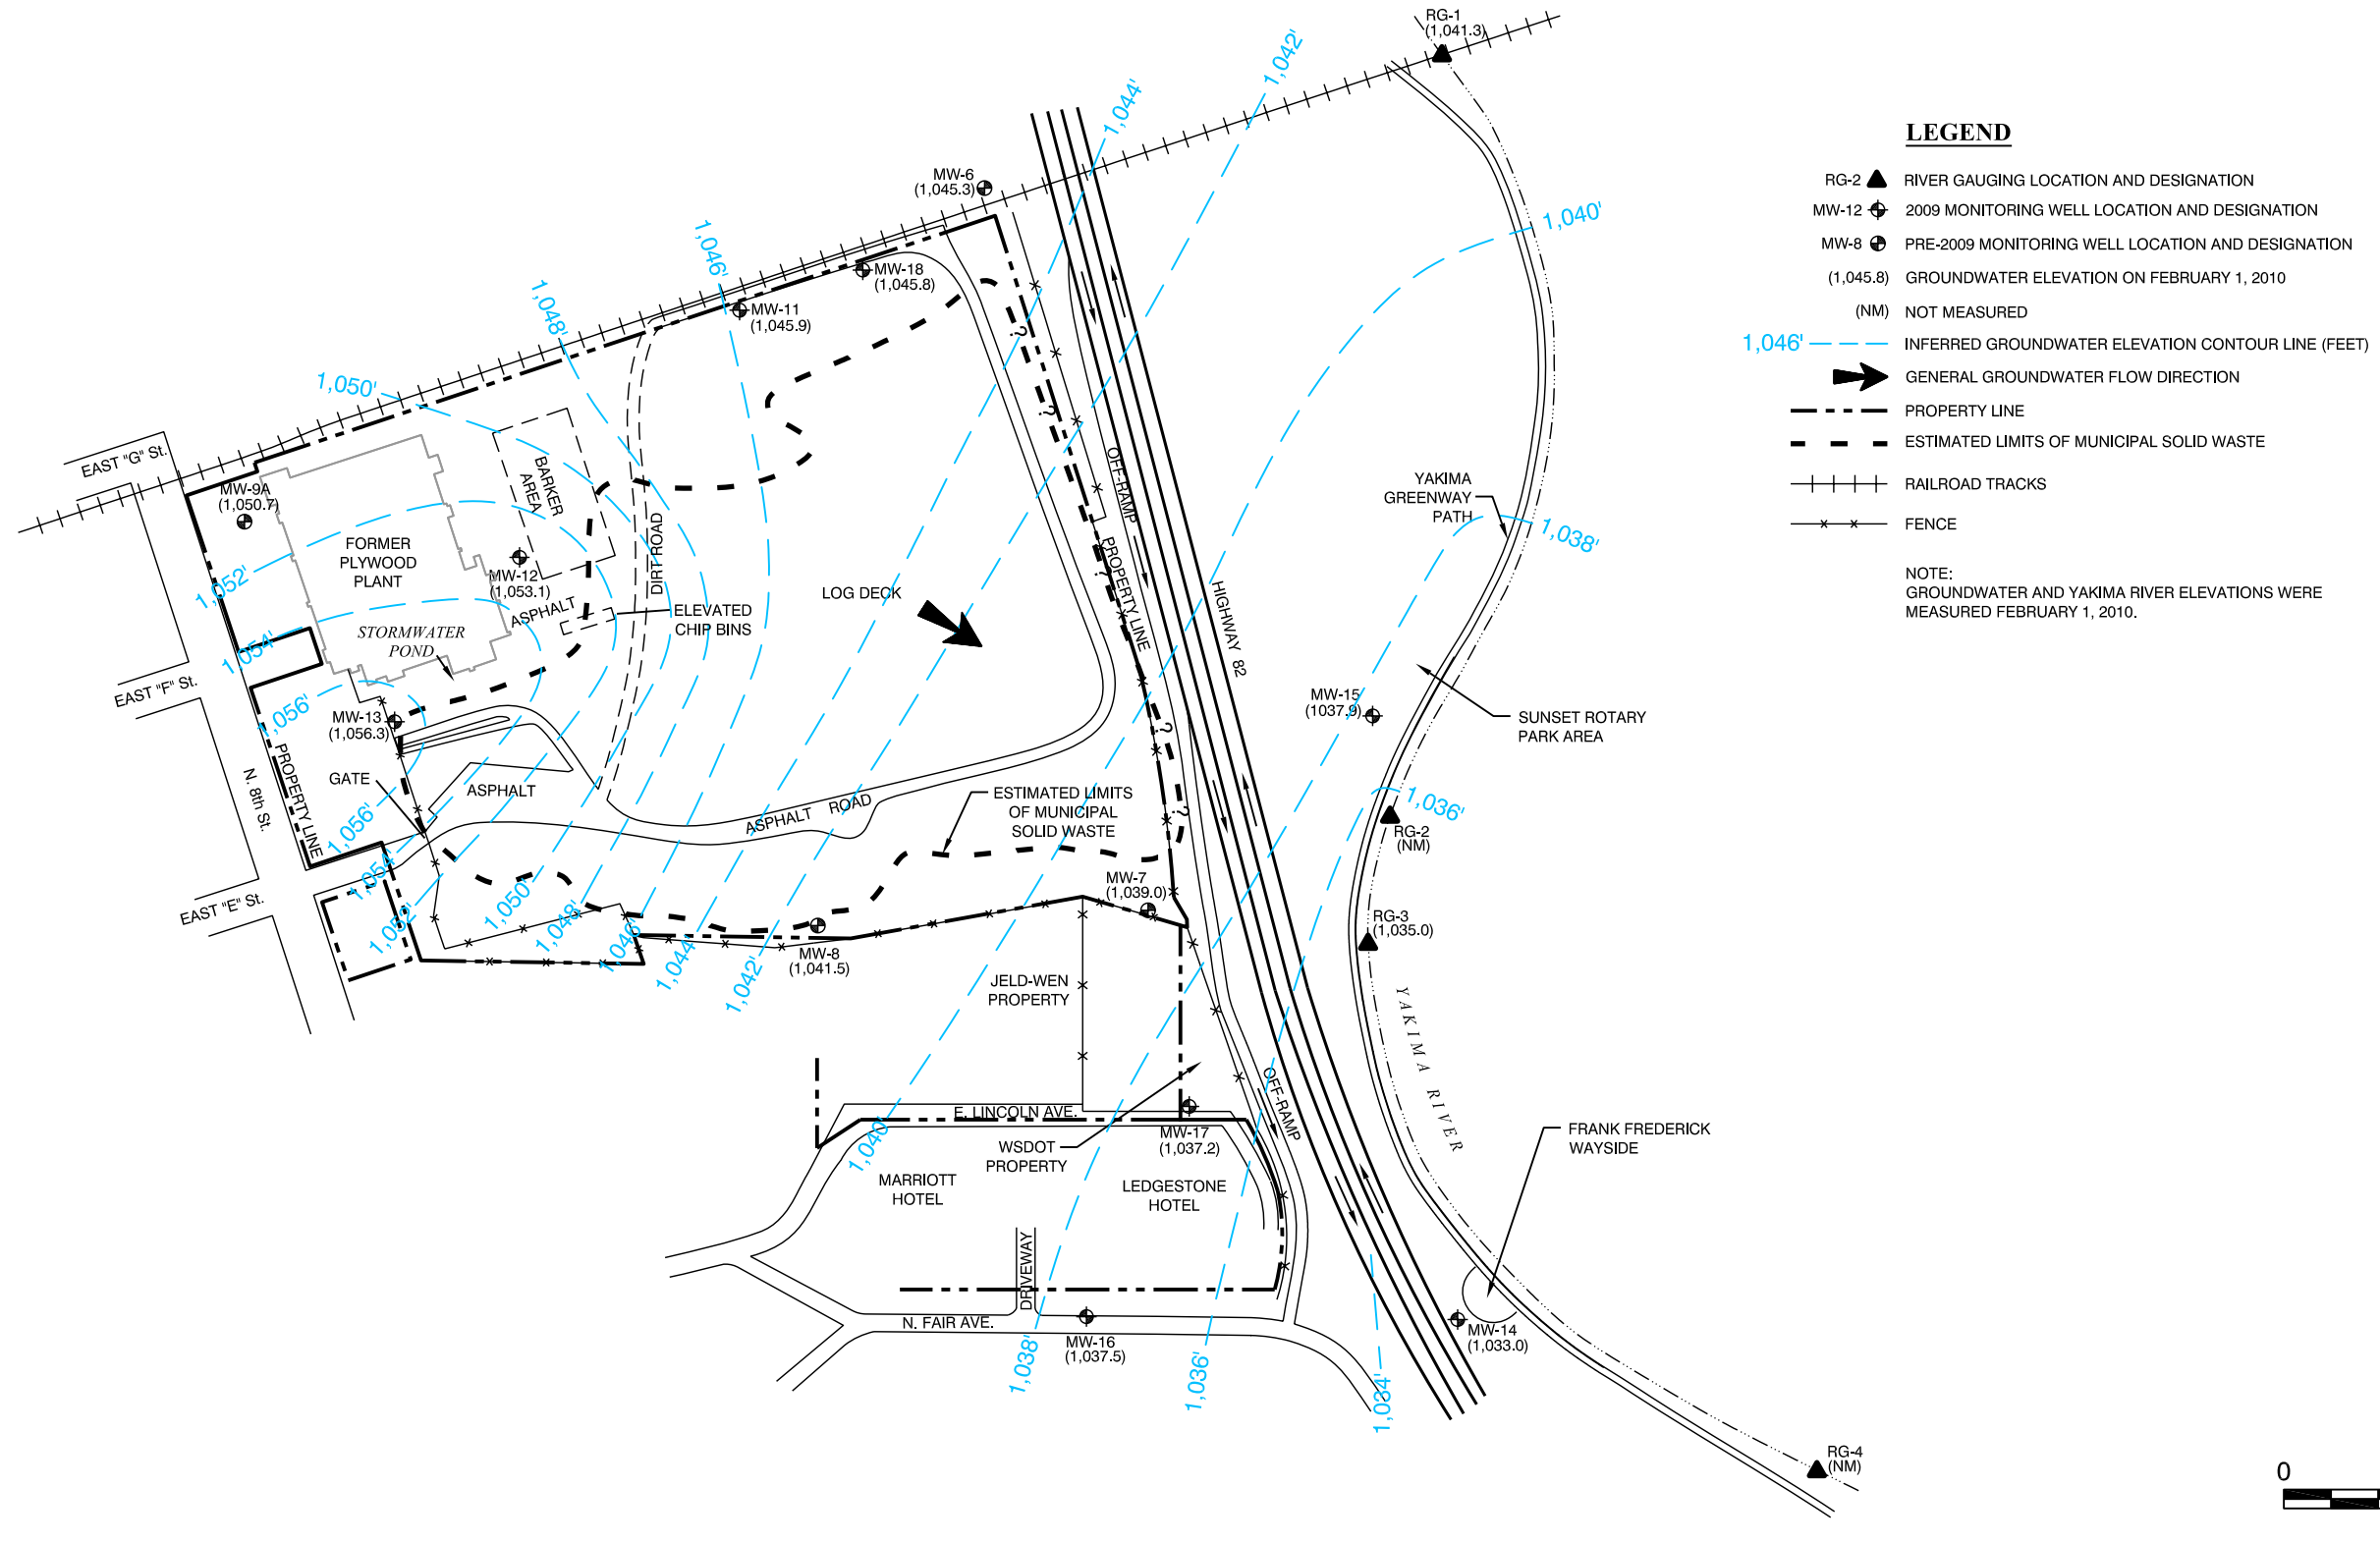 RG-1
(1,041.3)
1,042'
1,044'
LEGEND
RG-2 RIVER GAUGING LOCATION AND DESIGNATION
MW-12 2009 MONITORING WELL LOCATION AND DESIGNATION
MW-8 PRE-2009 MONITORING WELL LOCATION AND DESIGNATION
(1,045.8) GROUNDWATER ELEVATION ON FEBRUARY 1, 2010
(NM) NOT MEASURED
1,046' INFERRED GROUNDWATER ELEVATION CONTOUR LINE (FEET)
GENERAL GROUNDWATER FLOW DIRECTION
PROPERTY LINE
ESTIMATED LIMITS OF MUNICIPAL SOLID WASTE
RAILROAD TRACKS
FENCE
NOTE:
GROUNDWATER AND YAKIMA RIVER ELEVATIONS WERE
MEASURED FEBRUARY 1, 2010.
MW-6
(1,045.3)
1,040'
1,046'
MW-18
(1,045.8)
1,048'
MW-11
(1,045.9)
?
1,050'
?
EAST "G" St.
BARKER
AREA
OFF-RAMP
YAKIMA
GREENWAY
PATH
MW-9A
(1,050.7)
1,038'
FORMER
PLYWOOD
PLANT
DIRT ROAD
PROPERTY LINE
?
MW-12
(1,053.1)
1,052'
ASPHALT
ELEVATED
CHIP BINS
LOG DECK
HIGHWAY 82
STORMWATER
POND
1,054'
EAST "F" St.
1,056'
MW-13
(1,056.3)
MW-15
(1037.9)
SUNSET ROTARY
PARK AREA
?
PROPERTY LINE
N. 8th St.
GATE
ASPHALT
ASPHALT ROAD
ESTIMATED LIMITS
OF MUNICIPAL
SOLID WASTE
?
1,036'
RG-2
(NM)
1,056'
1,054'
1,052'
1,050'
1,048'
1,046'
1,044'
1,042'
EAST "E" St.
MW-7
(1,039.0)
RG-3
(1,035.0)
MW-8
(1,041.5)
JELD-WEN
PROPERTY
YAKIMA RIVER
OFF-RAMP
E. LINCOLN AVE.
1,040'
WSDOT
PROPERTY
MW-17
(1,037.2)
FRANK FREDERICK
WAYSIDE
MARRIOTT
HOTEL
LEDGESTONE
HOTEL
DRIVEWAY
N. FAIR AVE.
MW-16
(1,037.5)
MW-14
(1,033.0)
1,038'
1,036'
1,034'
RG-4
(NM)
0